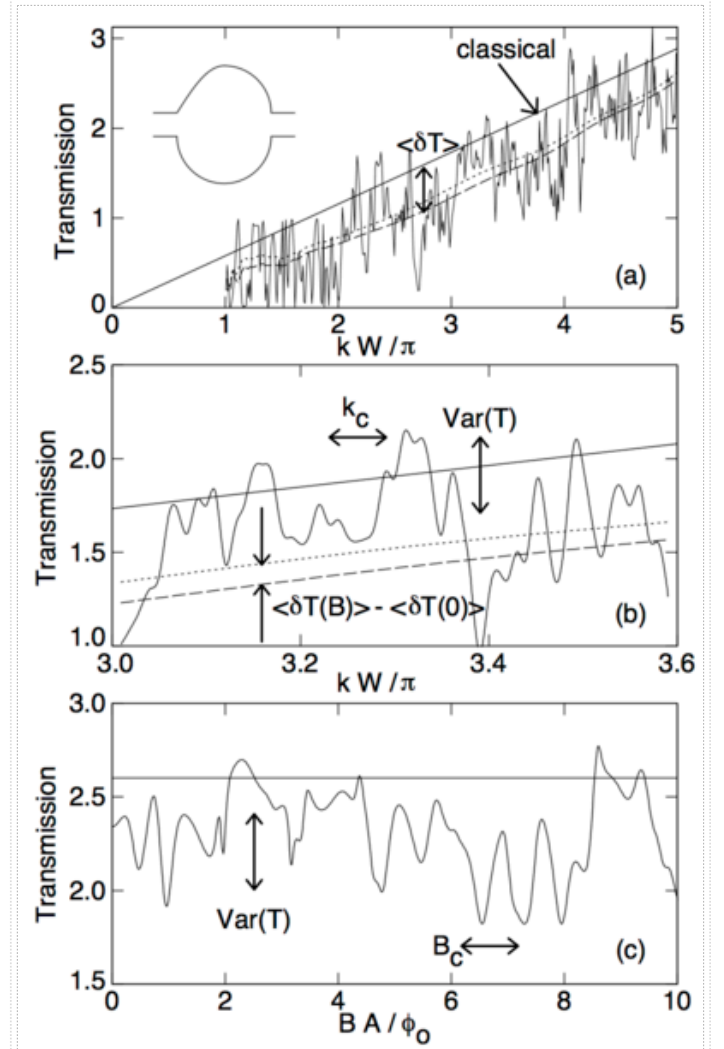 classical
<δT>
Transmission
3
2
1
0
0 1 2 3 4 5
(a)
k W / π
2.5
2.0
1.5
1.0
Transmission
k_c
Var(T)
<δT(B)> - <δT(0)>
(b)
3.0 3.2 3.4 3.6
k W / π
3.0
2.5
2.0
1.5
Transmission
Var(T)
B_c
(c)
0 2 4 6 8 10
B A / ϕ_o